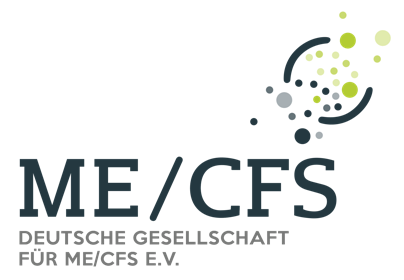 ME/CFS
DEUTSCHE GESELLSCHAFT
FÜR ME/CFS E.V.